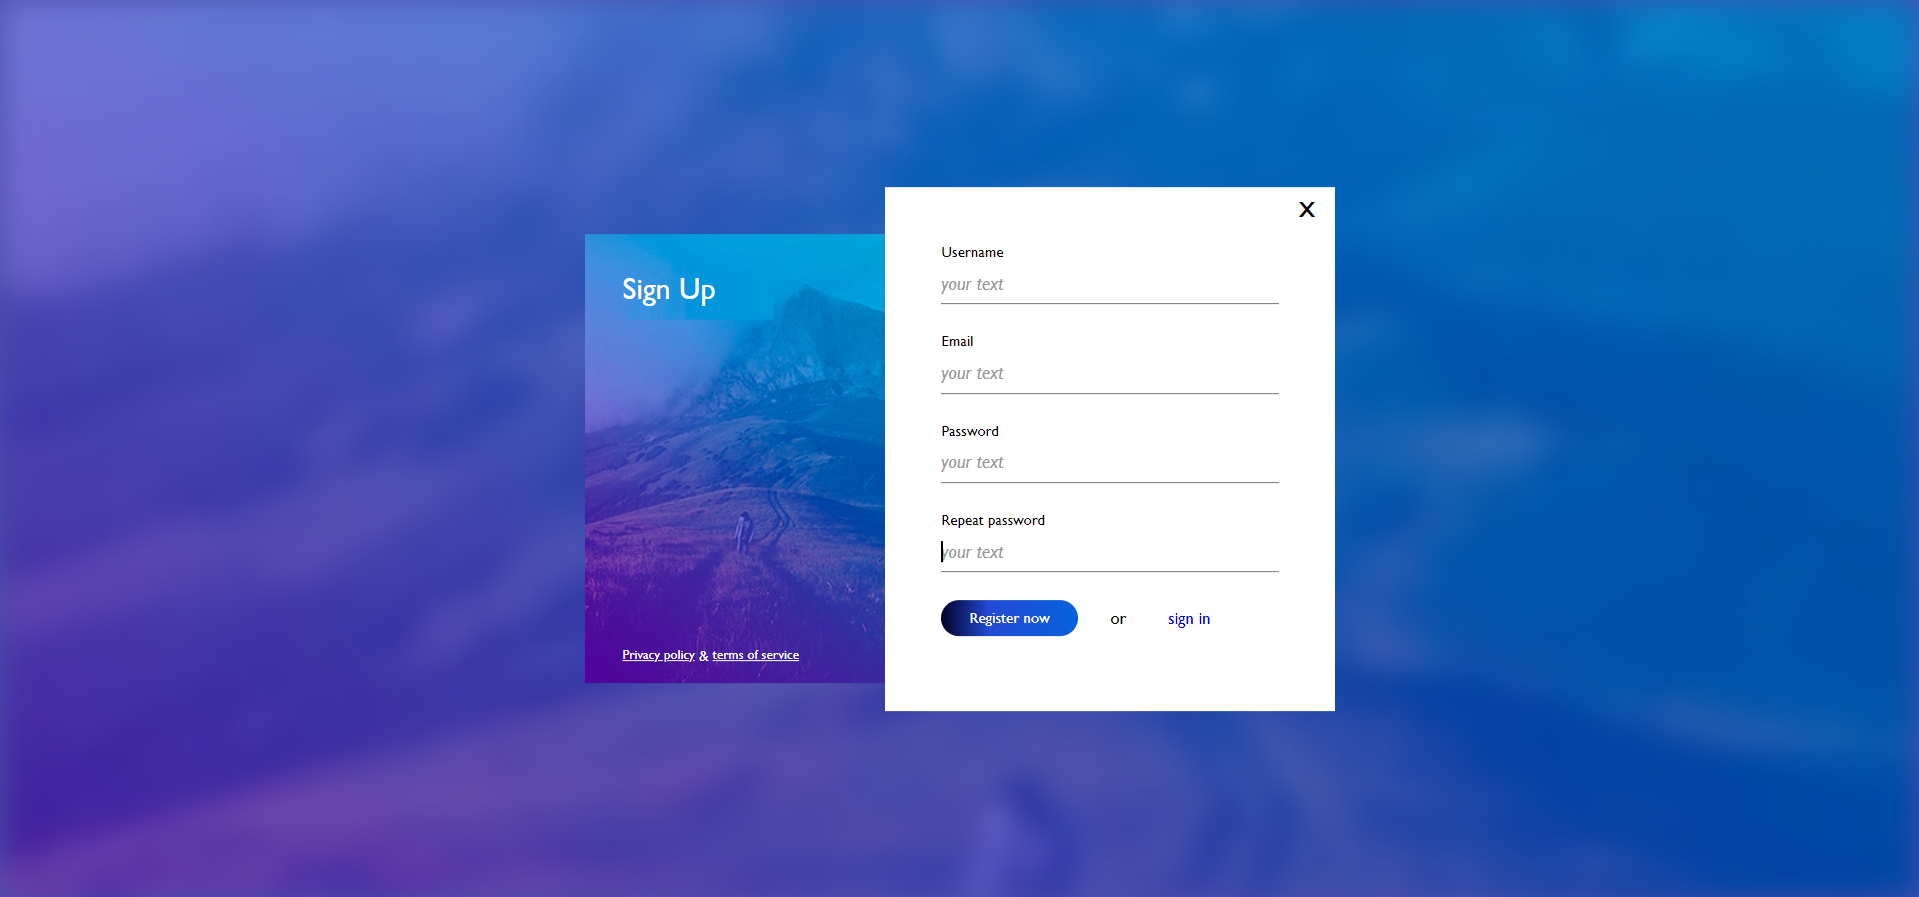 X
Sign Up
Username
your text
Email
your text
Password
your text
Repeat password
your text
Register now or sign in
Privacy policy & terms of service